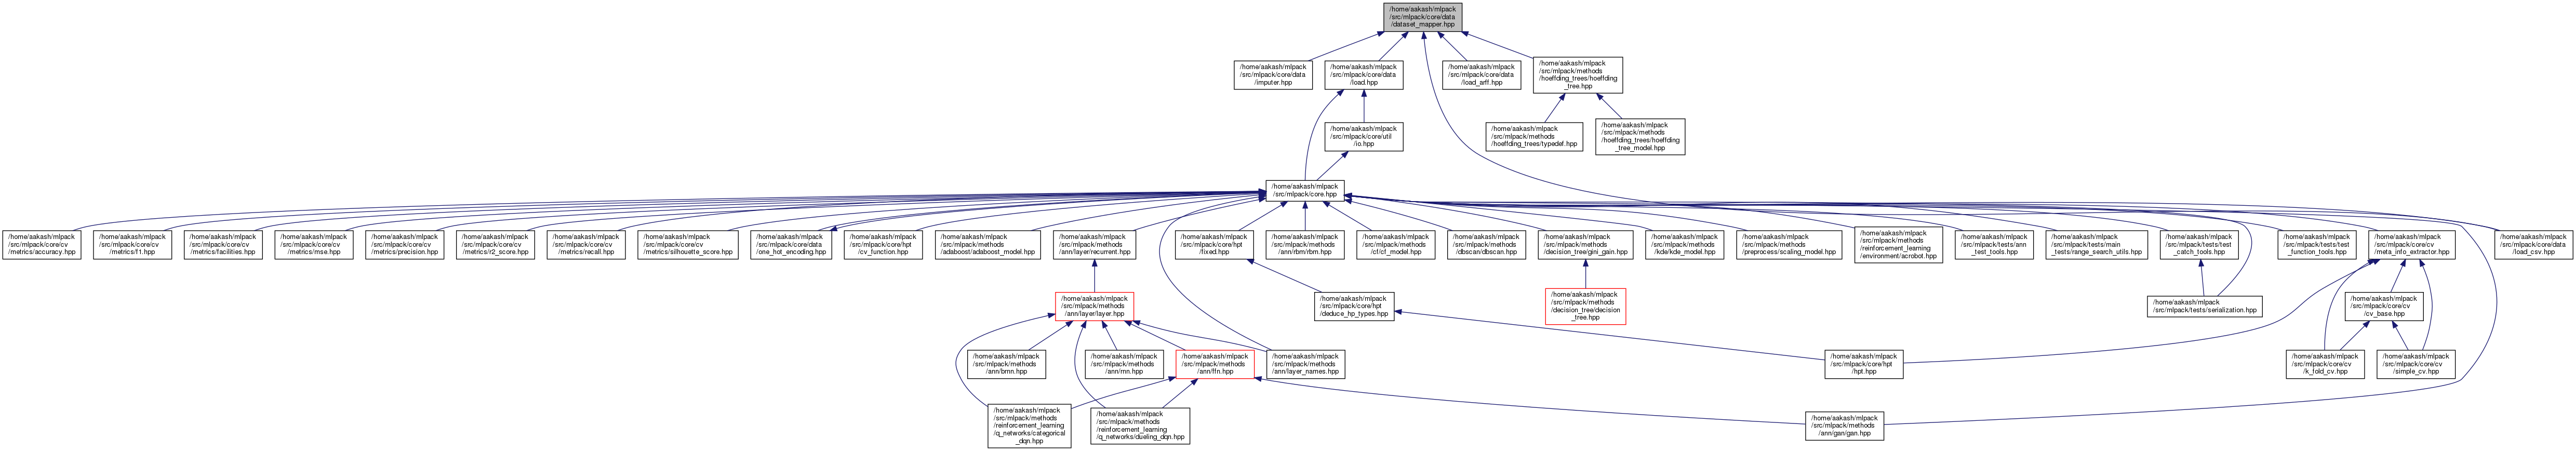 /home/aakash/mlpack
/src/mlpack/core/data
/dataset_mapper.hpp
/home/aakash/mlpack
/src/mlpack/core/data
/imputer.hpp
/home/aakash/mlpack
/src/mlpack/core/data
/load.hpp
/home/aakash/mlpack
/src/mlpack/core/data
/load_arff.hpp
/home/aakash/mlpack
/src/mlpack/methods
/hoeffding_trees/hoeffding
_tree.hpp
/home/aakash/mlpack
/src/mlpack/core/util
/io.hpp
/home/aakash/mlpack
/src/mlpack/methods
/hoeffding_trees/typedef.hpp
/home/aakash/mlpack
/src/mlpack/methods
/hoeffding_trees/hoeffding
_tree_model.hpp
/home/aakash/mlpack
/src/mlpack/core.hpp
/home/aakash/mlpack
/src/mlpack/core/cv
/metrics/accuracy.hpp
/home/aakash/mlpack
/src/mlpack/core/cv
/metrics/f1.hpp
/home/aakash/mlpack
/src/mlpack/core/cv
/metrics/facilities.hpp
/home/aakash/mlpack
/src/mlpack/core/cv
/metrics/mse.hpp
/home/aakash/mlpack
/src/mlpack/core/cv
/metrics/precision.hpp
/home/aakash/mlpack
/src/mlpack/core/cv
/metrics/r2_score.hpp
/home/aakash/mlpack
/src/mlpack/core/cv
/metrics/recall.hpp
/home/aakash/mlpack
/src/mlpack/core/cv
/metrics/silhouette_score.hpp
/home/aakash/mlpack
/src/mlpack/core/data
/one_hot_encoding.hpp
/home/aakash/mlpack
/src/mlpack/core/hpt
/cv_function.hpp
/home/aakash/mlpack
/src/mlpack/methods
/adaboost/adaboost_model.hpp
/home/aakash/mlpack
/src/mlpack/methods
/ann/layer/recurrent.hpp
/home/aakash/mlpack
/src/mlpack/core/hpt
/fixed.hpp
/home/aakash/mlpack
/src/mlpack/methods
/ann/rbm/rbm.hpp
/home/aakash/mlpack
/src/mlpack/methods
/cf/cf_model.hpp
/home/aakash/mlpack
/src/mlpack/methods
/dbscan/dbscan.hpp
/home/aakash/mlpack
/src/mlpack/methods
/decision_tree/gini_gain.hpp
/home/aakash/mlpack
/src/mlpack/methods
/kde/kde_model.hpp
/home/aakash/mlpack
/src/mlpack/methods
/preprocess/scaling_model.hpp
/home/aakash/mlpack
/src/mlpack/methods
/reinforcement_learning
/environment/acrobot.hpp
/home/aakash/mlpack
/src/mlpack/tests/ann
_test_tools.hpp
/home/aakash/mlpack
/src/mlpack/tests/main
_tests/range_search_utils.hpp
/home/aakash/mlpack
/src/mlpack/tests/test
_catch_tools.hpp
/home/aakash/mlpack
/src/mlpack/tests/test
_function_tools.hpp
/home/aakash/mlpack
/src/mlpack/core/cv
/meta_info_extractor.hpp
/home/aakash/mlpack
/src/mlpack/core/data
/load_csv.hpp
/home/aakash/mlpack
/src/mlpack/methods
/ann/layer/layer.hpp
/home/aakash/mlpack
/src/mlpack/core/hpt
/deduce_hp_types.hpp
/home/aakash/mlpack
/src/mlpack/methods
/decision_tree/decision
_tree.hpp
/home/aakash/mlpack
/src/mlpack/tests/serialization.hpp
/home/aakash/mlpack
/src/mlpack/core/cv
/cv_base.hpp
/home/aakash/mlpack
/src/mlpack/methods
/ann/brnn.hpp
/home/aakash/mlpack
/src/mlpack/methods
/ann/rnn.hpp
/home/aakash/mlpack
/src/mlpack/methods
/ann/ffn.hpp
/home/aakash/mlpack
/src/mlpack/methods
/ann/layer_names.hpp
/home/aakash/mlpack
/src/mlpack/core/hpt
/hpt.hpp
/home/aakash/mlpack
/src/mlpack/core/cv
/k_fold_cv.hpp
/home/aakash/mlpack
/src/mlpack/core/cv
/simple_cv.hpp
/home/aakash/mlpack
/src/mlpack/methods
/reinforcement_learning
/q_networks/categorical
_dqn.hpp
/home/aakash/mlpack
/src/mlpack/methods
/reinforcement_learning
/q_networks/dueling_dqn.hpp
/home/aakash/mlpack
/src/mlpack/methods
/ann/gan/gan.hpp